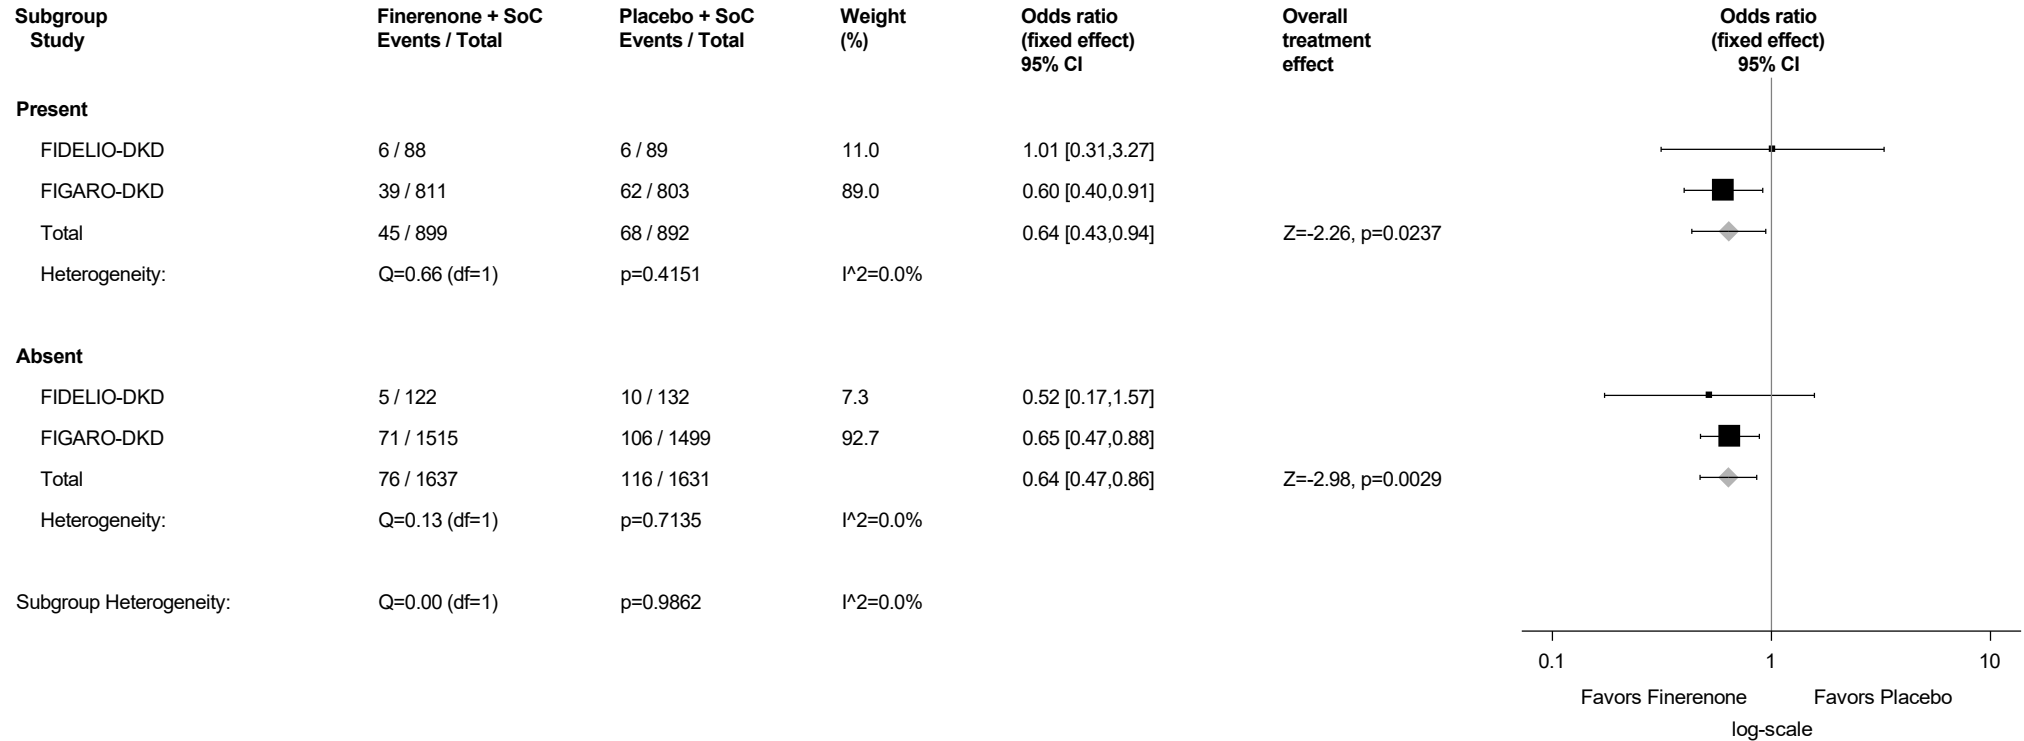 Subgroup Finerenone + SoC Placebo + SoC Weight Odds ratio Overall Odds ratio
Study Events / Total Events / Total (%) (fixed effect) treatment (fixed effect)
95% CI effect 95% CI
Present
FIDELIO-DKD 6 / 88 6 / 89 11.0 1.01 [0.31,3.27]
FIGARO-DKD 39 / 811 62 / 803 89.0 0.60 [0.40,0.91]
Total 45 / 899 68 / 892 0.64 [0.43,0.94] Z=-2.26, p=0.0237
Heterogeneity: Q=0.66 (df=1) p=0.4151 I^2=0.0%
Absent
FIDELIO-DKD 5 / 122 10 / 132 7.3 0.52 [0.17,1.57]
FIGARO-DKD 71 / 1515 106 / 1499 92.7 0.65 [0.47,0.88]
Total 76 / 1637 116 / 1631 0.64 [0.47,0.86] Z=-2.98, p=0.0029
Heterogeneity: Q=0.13 (df=1) p=0.7135 I^2=0.0%
Subgroup Heterogeneity: Q=0.00 (df=1) p=0.9862 I^2=0.0%
0.1 1 10
Favors Finerenone Favors Placebo
log-scale